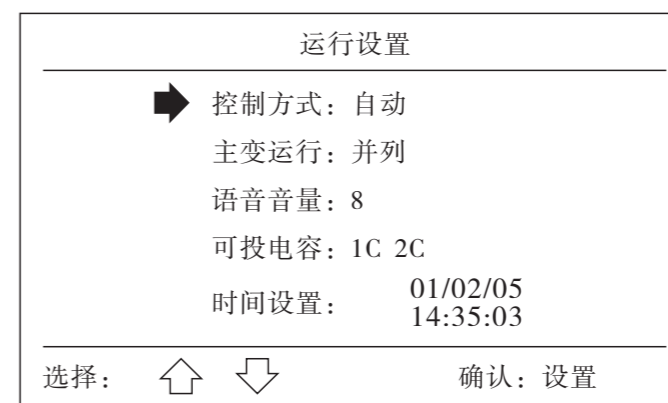 运行设置
控制方式：自动
主变运行：并列
语音音量：8
可投电容：1C 2C
时间设置：01/02/05
14:35:03
选择： 确认：设置